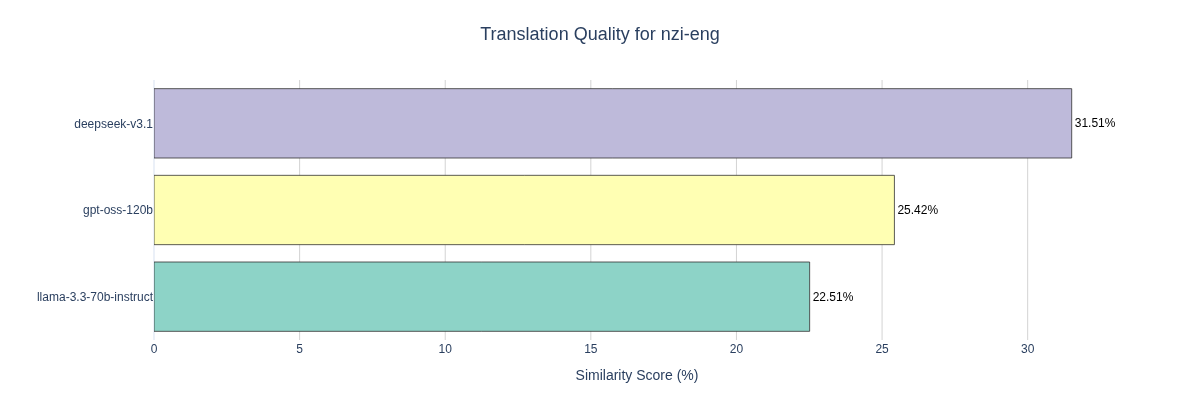 Translation Quality for nzi-eng
deepseek-v3.1
31.51%
gpt-oss-120b
25.42%
llama-3.3-70b-instruct
22.51%
0 5 10 15 20 25 30
Similarity Score (%)